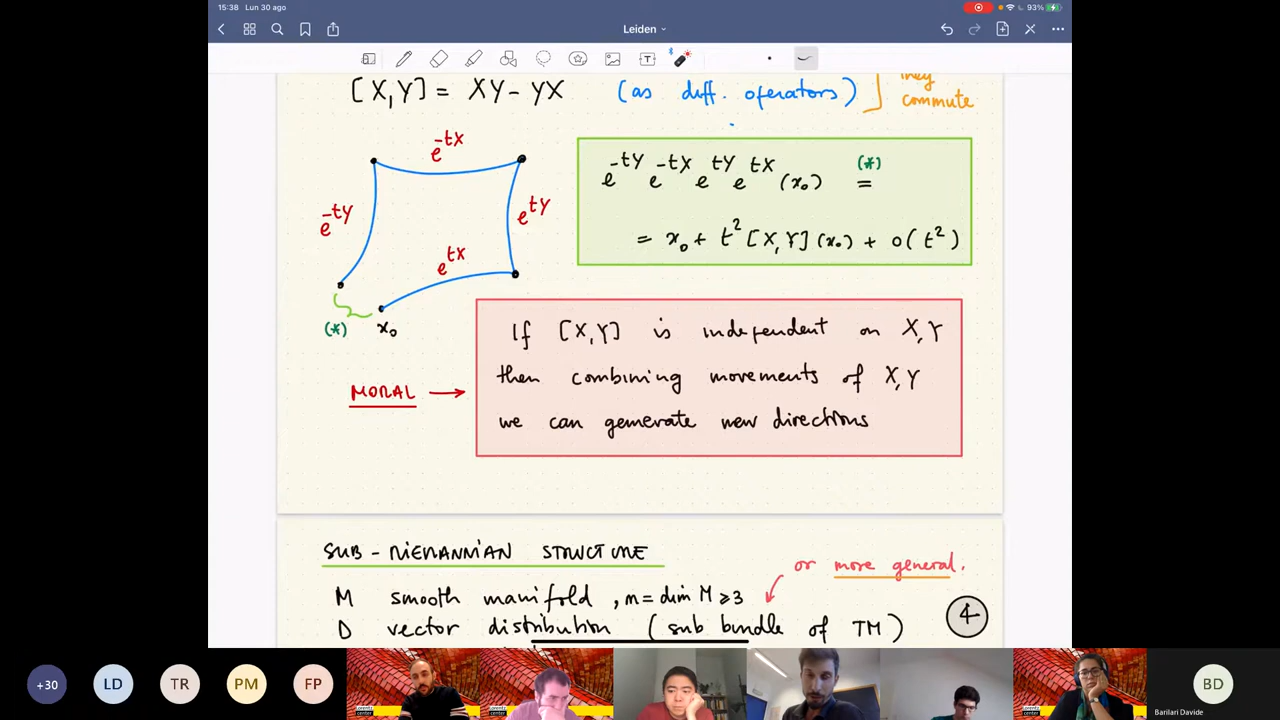 15:38 Lun 30 ago
93%
Leiden
[X,Y] = XY - YX (as diff. operators) they commute
e^{-tX}
e^{-tY}
e^{tY}
e^{tX}
(*)
x₀
e^{-tY} e^{-tX} e^{tY} e^{tX} (x₀) (*) =
= x₀ + t² [X,Y](x₀) + o(t²)
MORAL →
If [X,Y] is independent on X,Y
then combining movements of X,Y
we can generate new directions
SUB-RIEMANNIAN STRUCTURE
or more general.
M smooth manifold, n = dim M ⩾ 3
D vector distribution (sub bundle of TM)
4
+30
LD
TR
PM
FP
BD
Barilari Davide